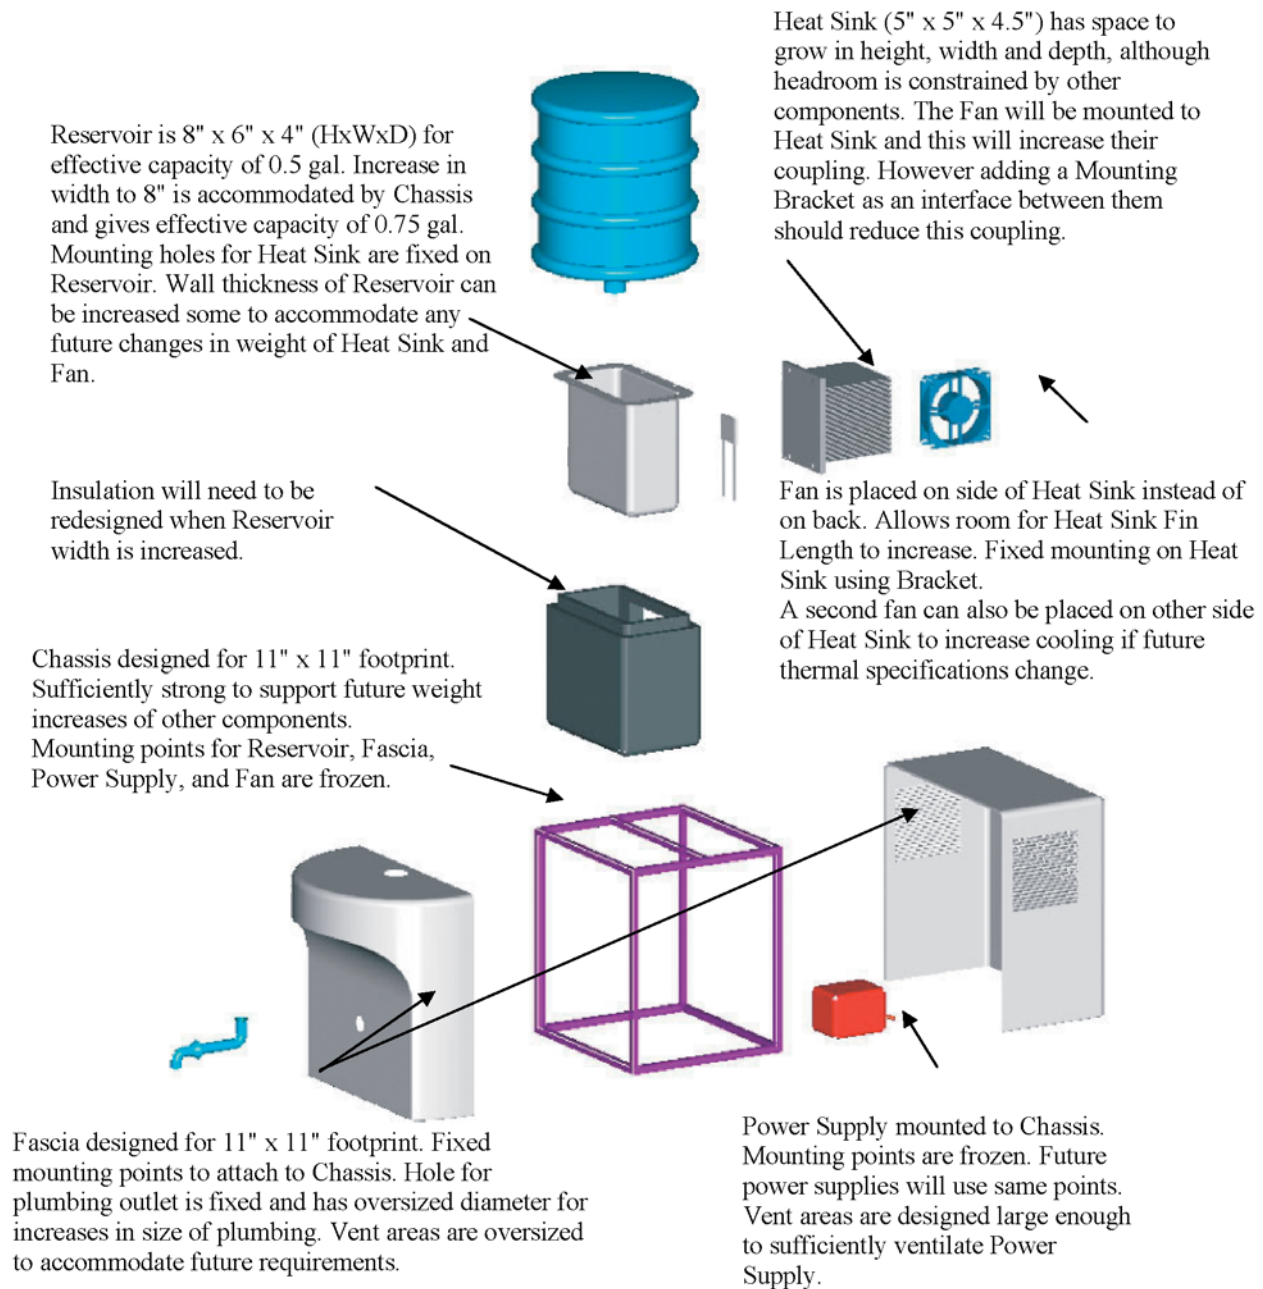 Heat Sink (5" x 5" x 4.5") has space to
grow in height, width and depth, although
headroom is constrained by other
components. The Fan will be mounted to
Heat Sink and this will increase their
coupling. However adding a Mounting
Bracket as an interface between them
should reduce this coupling.
Reservoir is 8" x 6" x 4" (HxWxD) for
effective capacity of 0.5 gal. Increase in
width to 8" is accommodated by Chassis
and gives effective capacity of 0.75 gal.
Mounting holes for Heat Sink are fixed on
Reservoir. Wall thickness of Reservoir can
be increased some to accommodate any
future changes in weight of Heat Sink and
Fan.
Insulation will need to be
redesigned when Reservoir
width is increased.
Fan is placed on side of Heat Sink instead of
on back. Allows room for Heat Sink Fin
Length to increase. Fixed mounting on Heat
Sink using Bracket.
A second fan can also be placed on other side
of Heat Sink to increase cooling if future
thermal specifications change.
Chassis designed for 11" x 11" footprint.
Sufficiently strong to support future weight
increases of other components.
Mounting points for Reservoir, Fascia,
Power Supply, and Fan are frozen.
Fascia designed for 11" x 11" footprint. Fixed
mounting points to attach to Chassis. Hole for
plumbing outlet is fixed and has oversized diameter for
increases in size of plumbing. Vent areas are oversized
to accommodate future requirements.
Power Supply mounted to Chassis.
Mounting points are frozen. Future
power supplies will use same points.
Vent areas are designed large enough
to sufficiently ventilate Power
Supply.